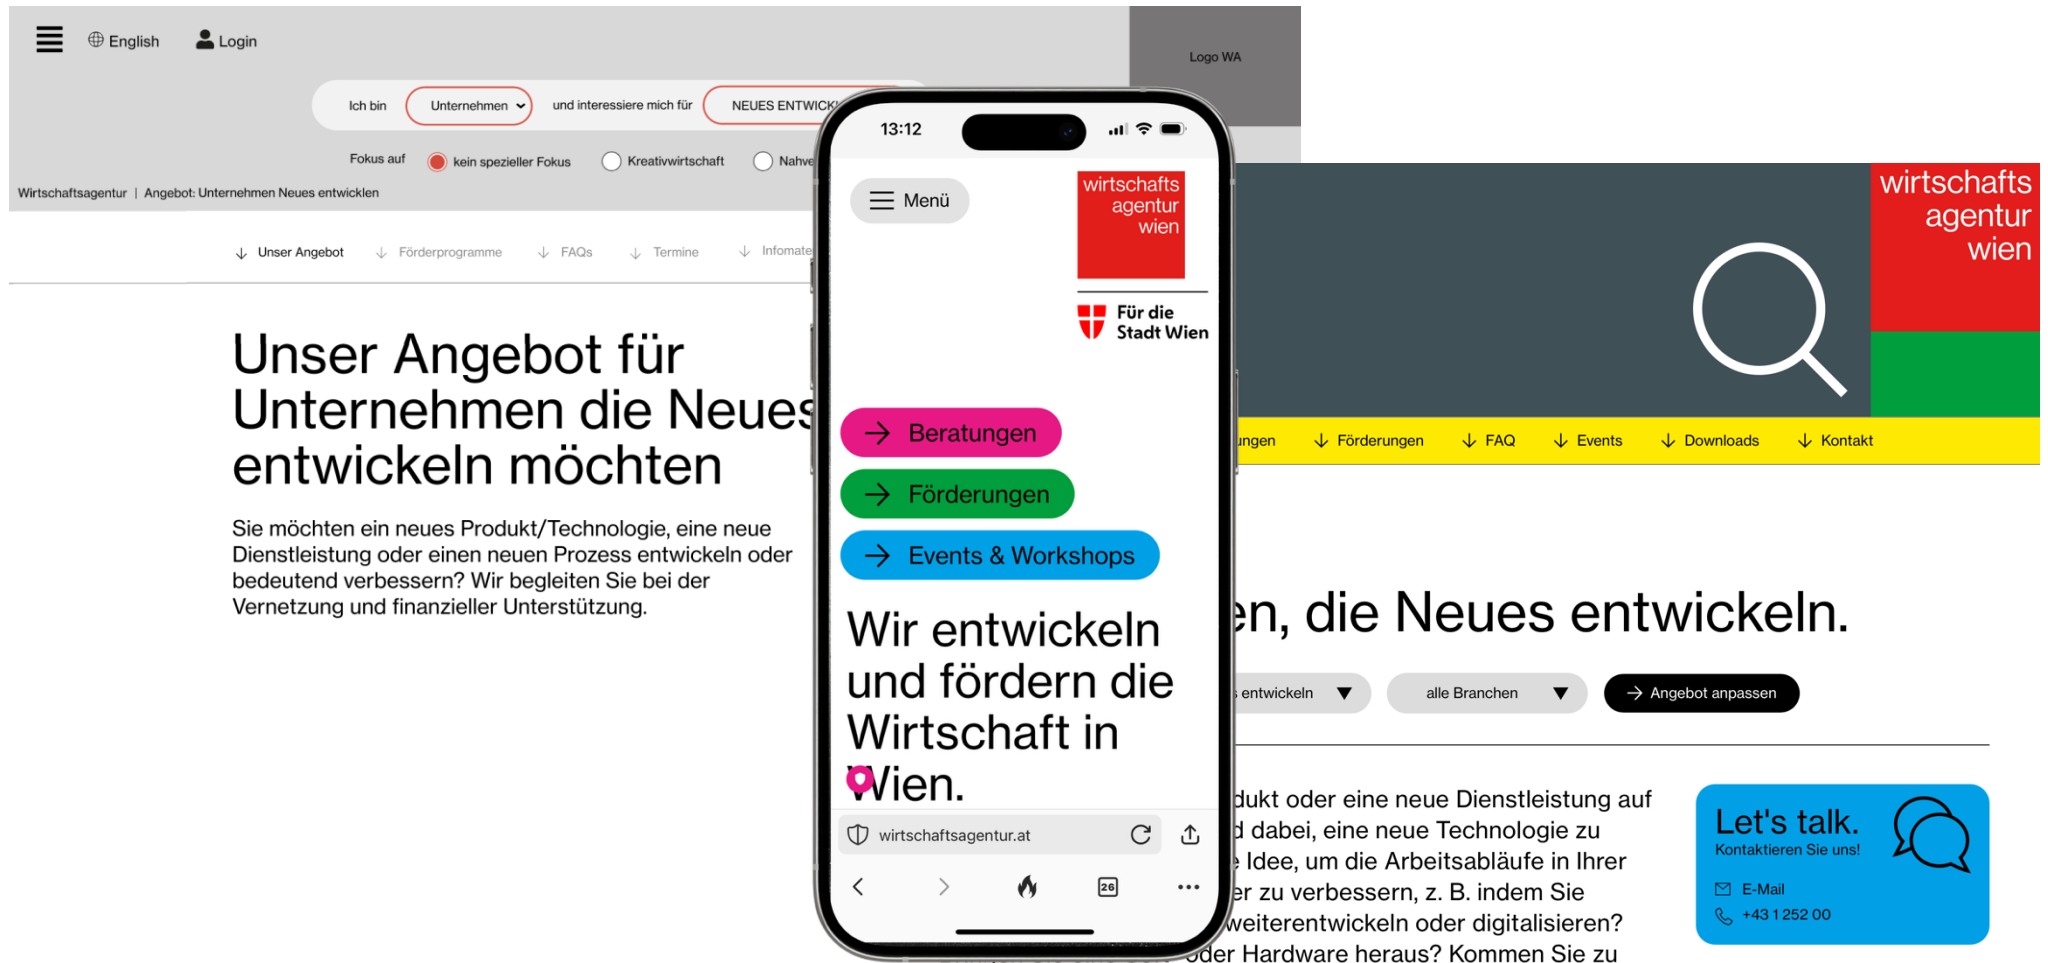 English
Login
Logo WA
Ich bin
Unternehmen
und interessiere mich für
NEUES ENTWICK
Fokus auf
kein spezieller Fokus
Kreativwirtschaft
Nahve
Wirtschaftsagentur | Angebot: Unternehmen Neues entwicklen
Unser Angebot
Förderprogramme
FAQs
Termine
Infomate
Unser Angebot für
Unternehmen die Neues
entwickeln möchten
Sie möchten ein neues Produkt/Technologie, eine neue
Dienstleistung oder einen neuen Prozess entwickeln oder
bedeutend verbessern? Wir begleiten Sie bei der
Vernetzung und finanzieller Unterstützung.
13:12
Menü
wirtschafts
agentur
wien
Für die
Stadt Wien
Beratungen
Förderungen
Events & Workshops
Wir entwickeln
und fördern die
Wirtschaft in
Wien.
wirtschaftsagentur.at
26
wirtschafts
agentur
wien
ungen
Förderungen
FAQ
Events
Downloads
Kontakt
en, die Neues entwickeln.
s entwickeln
alle Branchen
Angebot anpassen
dukt oder eine neue Dienstleistung auf
d dabei, eine neue Technologie zu
e Idee, um die Arbeitsabläufe in Ihrer
er zu verbessern, z. B. indem Sie
weiterentwickeln oder digitalisieren?
oder Hardware heraus? Kommen Sie zu
Let's talk.
Kontaktieren Sie uns!
E-Mail
+43 1 252 00